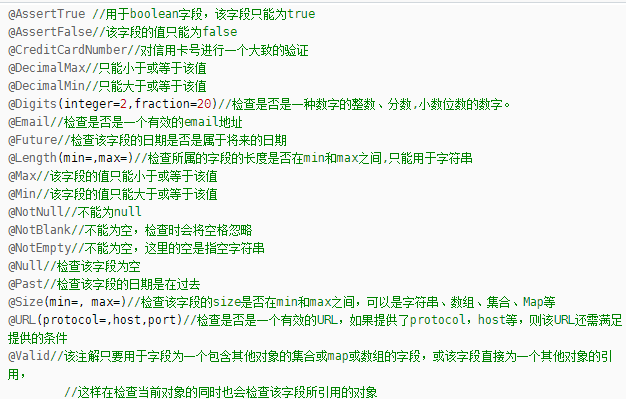 @AssertTrue //用于boolean字段，该字段只能为true
@AssertFalse//该字段的值只能为false
@CreditCardNumber//对信用卡号进行一个大致的验证
@DecimalMax//只能小于或等于该值
@DecimalMin//只能大于或等于该值
@Digits(integer=2,fraction=20)//检查是否是一种数字的整数、分数,小数位数的数字。
@Email//检查是否是一个有效的email地址
@Future//检查该字段的日期是否是属于将来的日期
@Length(min=,max=)//检查所属的字段的长度是否在min和max之间,只能用于字符串
@Max//该字段的值只能小于或等于该值
@Min//该字段的值只能大于或等于该值
@NotNull//不能为null
@NotBlank//不能为空，检查时会将空格忽略
@NotEmpty//不能为空，这里的空是指空字符串
@Null//检查该字段为空
@Past//检查该字段的日期是在过去
@Size(min=, max=)//检查该字段的size是否在min和max之间，可以是字符串、数组、集合、Map等
@URL(protocol=,host,port)//检查是否是一个有效的URL，如果提供了protocol，host等，则该URL还需满足
提供的条件
@Valid//该注解只要用于字段为一个包含其他对象的集合或map或数组的字段，或该字段直接为一个其他对象的引
用，
//这样在检查当前对象的同时也会检查该字段所引用的对象